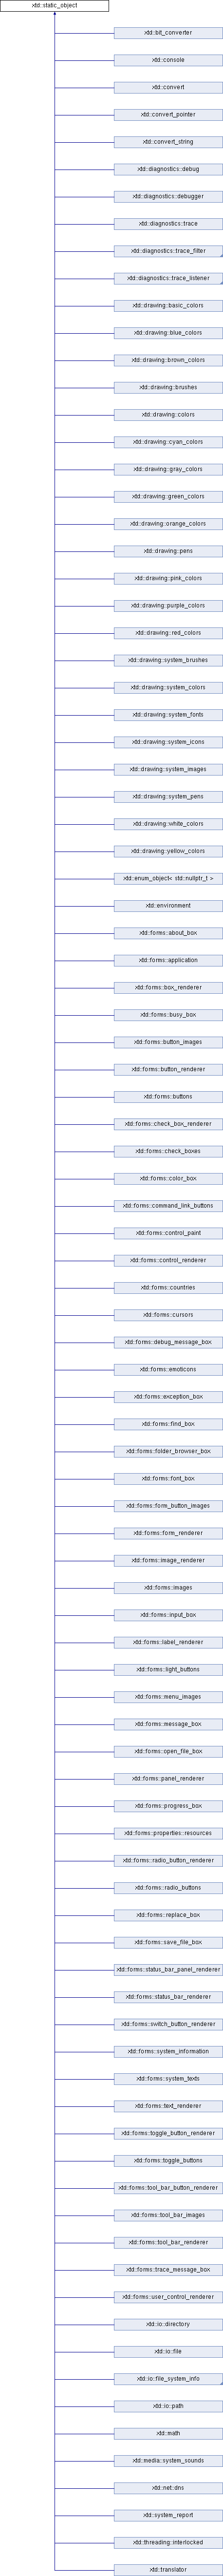 xtd::static_object
xtd::bit_converter
xtd::console
xtd::convert
xtd::convert_pointer
xtd::convert_string
xtd::diagnostics::debug
xtd::diagnostics::debugger
xtd::diagnostics::trace
xtd::diagnostics::trace_filter
xtd::diagnostics::trace_listener
xtd::drawing::basic_colors
xtd::drawing::blue_colors
xtd::drawing::brown_colors
xtd::drawing::brushes
xtd::drawing::colors
xtd::drawing::cyan_colors
xtd::drawing::gray_colors
xtd::drawing::green_colors
xtd::drawing::orange_colors
xtd::drawing::pens
xtd::drawing::pink_colors
xtd::drawing::purple_colors
xtd::drawing::red_colors
xtd::drawing::system_brushes
xtd::drawing::system_colors
xtd::drawing::system_fonts
xtd::drawing::system_icons
xtd::drawing::system_images
xtd::drawing::system_pens
xtd::drawing::white_colors
xtd::drawing::yellow_colors
xtd::enum_object< std::nullptr_t >
xtd::environment
xtd::forms::about_box
xtd::forms::application
xtd::forms::box_renderer
xtd::forms::busy_box
xtd::forms::button_images
xtd::forms::button_renderer
xtd::forms::buttons
xtd::forms::check_box_renderer
xtd::forms::check_boxes
xtd::forms::color_box
xtd::forms::command_link_buttons
xtd::forms::control_paint
xtd::forms::control_renderer
xtd::forms::countries
xtd::forms::cursors
xtd::forms::debug_message_box
xtd::forms::emoticons
xtd::forms::exception_box
xtd::forms::find_box
xtd::forms::folder_browser_box
xtd::forms::font_box
xtd::forms::form_button_images
xtd::forms::form_renderer
xtd::forms::image_renderer
xtd::forms::images
xtd::forms::input_box
xtd::forms::label_renderer
xtd::forms::light_buttons
xtd::forms::menu_images
xtd::forms::message_box
xtd::forms::open_file_box
xtd::forms::panel_renderer
xtd::forms::progress_box
xtd::forms::properties::resources
xtd::forms::radio_button_renderer
xtd::forms::radio_buttons
xtd::forms::replace_box
xtd::forms::save_file_box
xtd::forms::status_bar_panel_renderer
xtd::forms::status_bar_renderer
xtd::forms::switch_button_renderer
xtd::forms::system_information
xtd::forms::system_texts
xtd::forms::text_renderer
xtd::forms::toggle_button_renderer
xtd::forms::toggle_buttons
xtd::forms::tool_bar_button_renderer
xtd::forms::tool_bar_images
xtd::forms::tool_bar_renderer
xtd::forms::trace_message_box
xtd::forms::user_control_renderer
xtd::io::directory
xtd::io::file
xtd::io::file_system_info
xtd::io::path
xtd::math
xtd::media::system_sounds
xtd::net::dns
xtd::system_report
xtd::threading::interlocked
xtd::translator